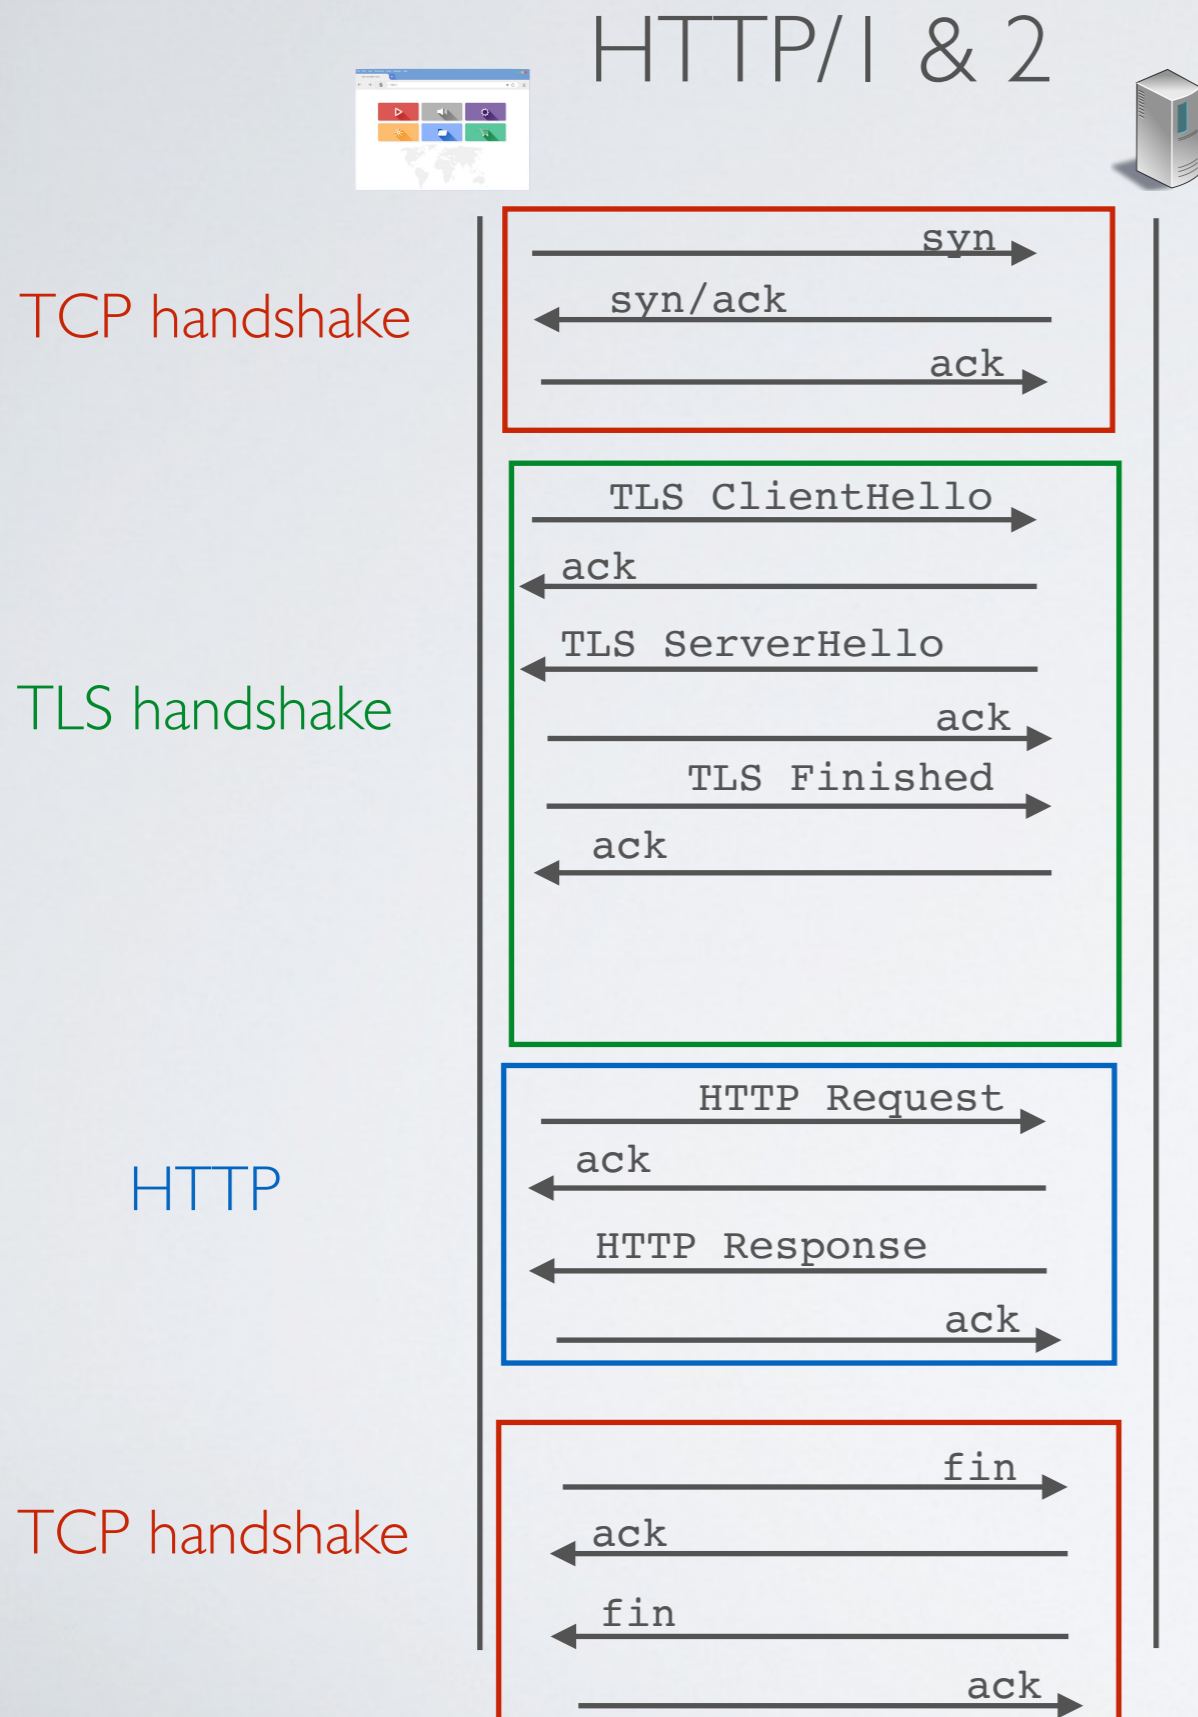 HTTP/1 & 2
TCP handshake
syn
syn/ack
ack
TLS handshake
TLS ClientHello
ack
TLS ServerHello
ack
TLS Finished
ack
HTTP
HTTP Request
ack
HTTP Response
ack
TCP handshake
fin
ack
fin
ack